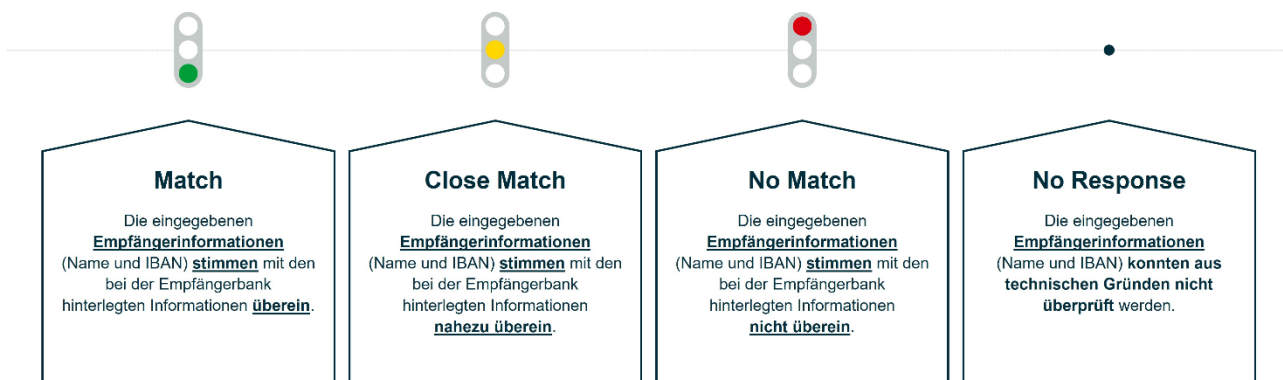 Match
Die eingegebenen
Empfängerinformationen
(Name und IBAN) stimmen mit den
bei der Empfängerbank
hinterlegten Informationen überein.
Close Match
Die eingegebenen
Empfängerinformationen
(Name und IBAN) stimmen mit den
bei der Empfängerbank
hinterlegten Informationen
nahezu überein.
No Match
Die eingegebenen
Empfängerinformationen
(Name und IBAN) stimmen mit den
bei der Empfängerbank
hinterlegten Informationen
nicht überein.
No Response
Die eingegebenen
Empfängerinformationen
(Name und IBAN) konnten aus
technischen Gründen nicht
überprüft werden.